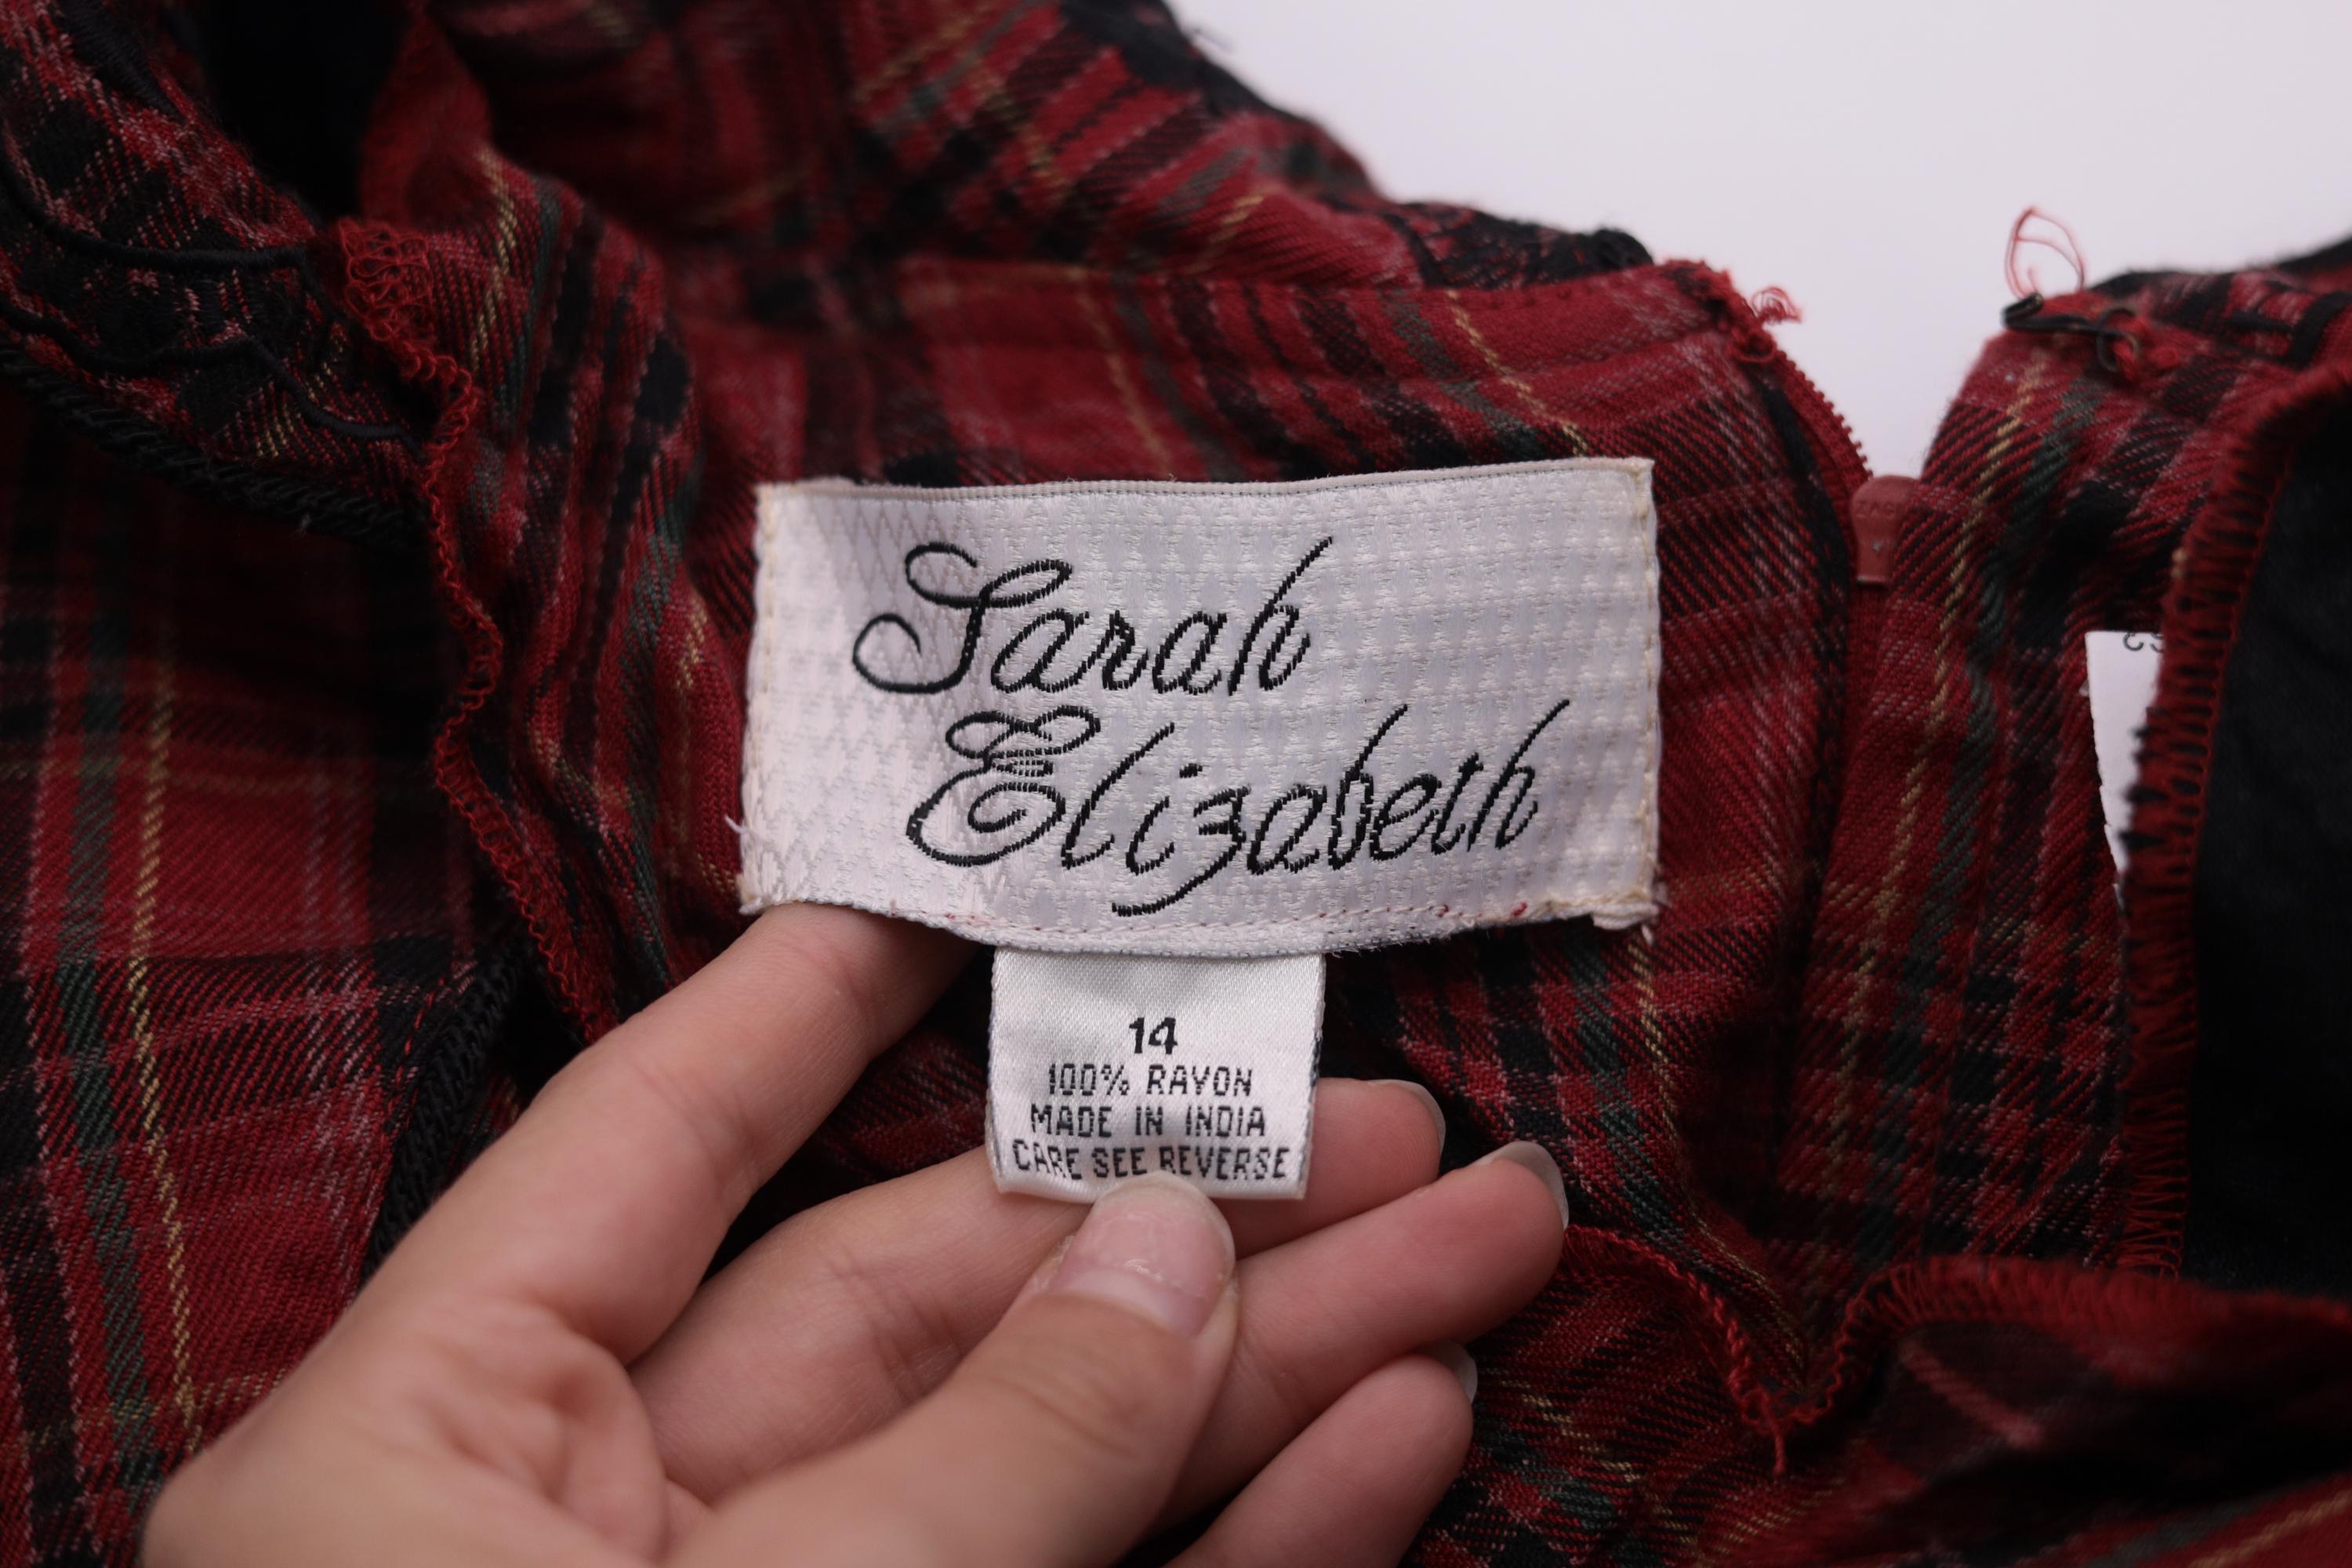 Sarah
Elizabeth
14
100% RAYON
MADE IN INDIA
CARE SEE REVERSE